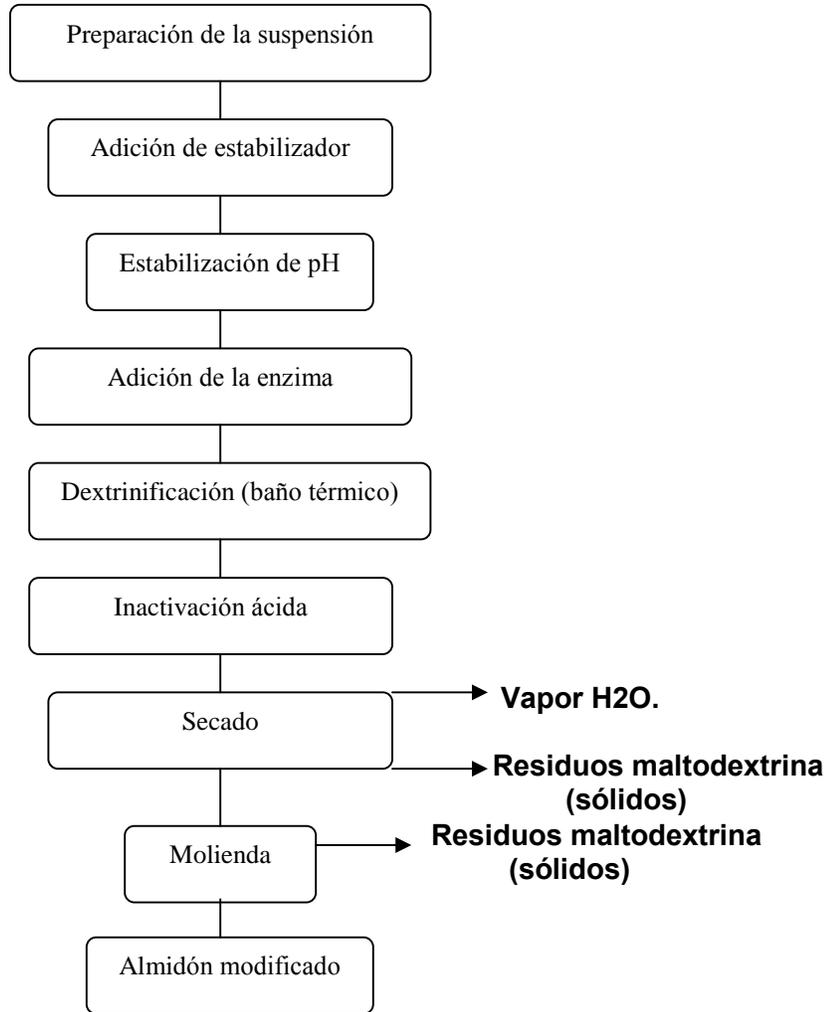 Preparación de la suspensión
Adición de estabilizador
Estabilización de pH
Adición de la enzima
Dextrinificación (baño térmico)
Inactivación ácida
Secado
Vapor H2O.
Residuos maltodextrina
(sólidos)
Molienda
Residuos maltodextrina
(sólidos)
Almidón modificado